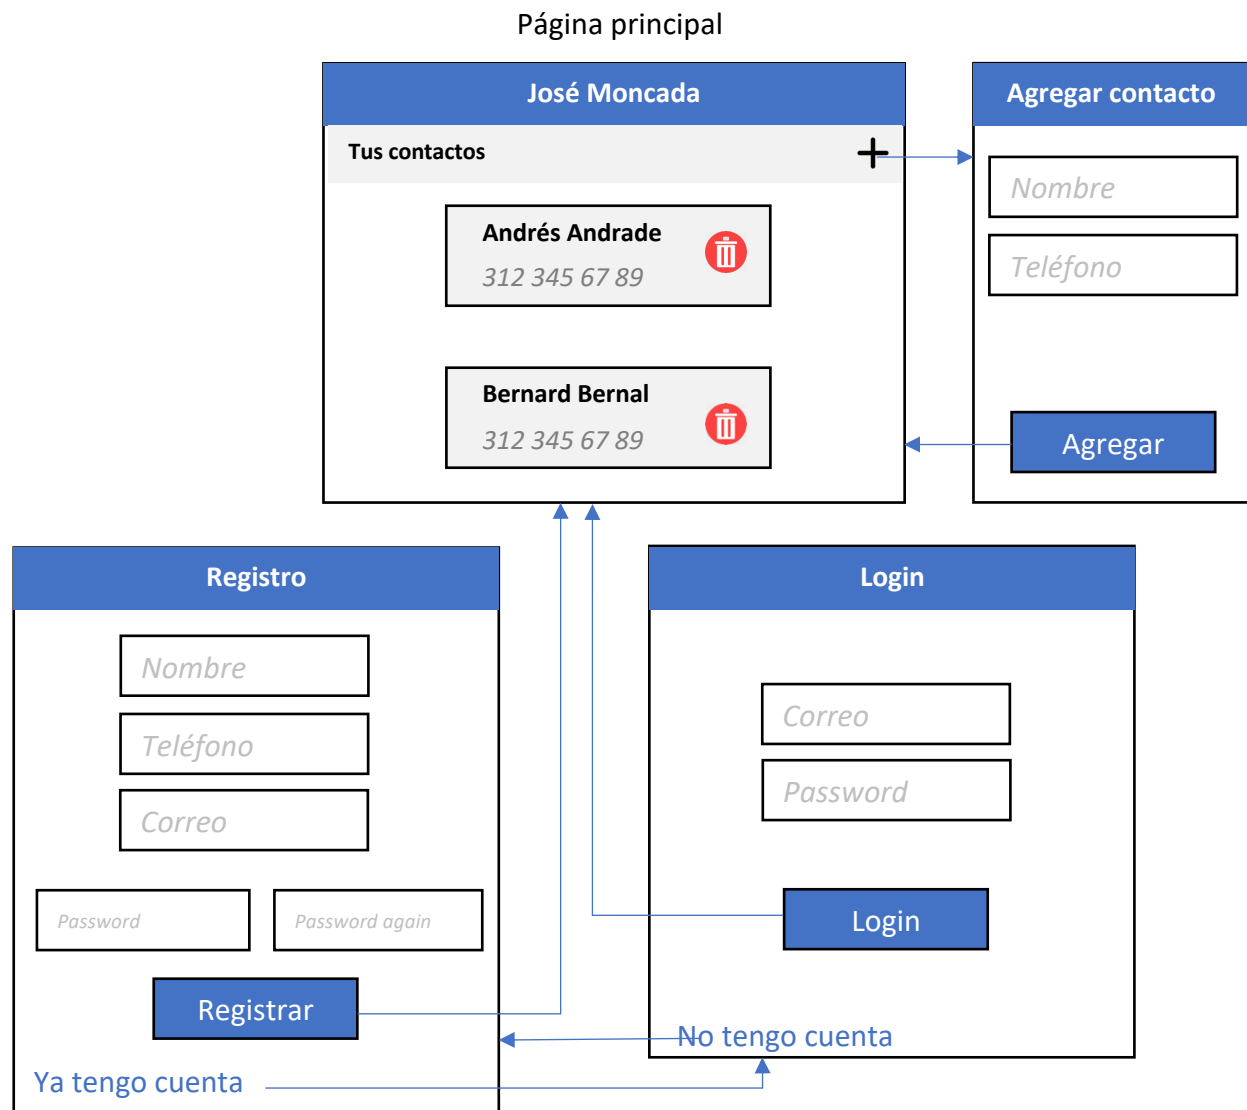 Página principal
José Moncada
Tus contactos
Andrés Andrade
312 345 67 89
Bernard Bernal
312 345 67 89
Agregar contacto
Nombre
Teléfono
Agregar
Registro
Nombre
Teléfono
Correo
Password
Password again
Registrar
Ya tengo cuenta
Login
Correo
Password
Login
No tengo cuenta